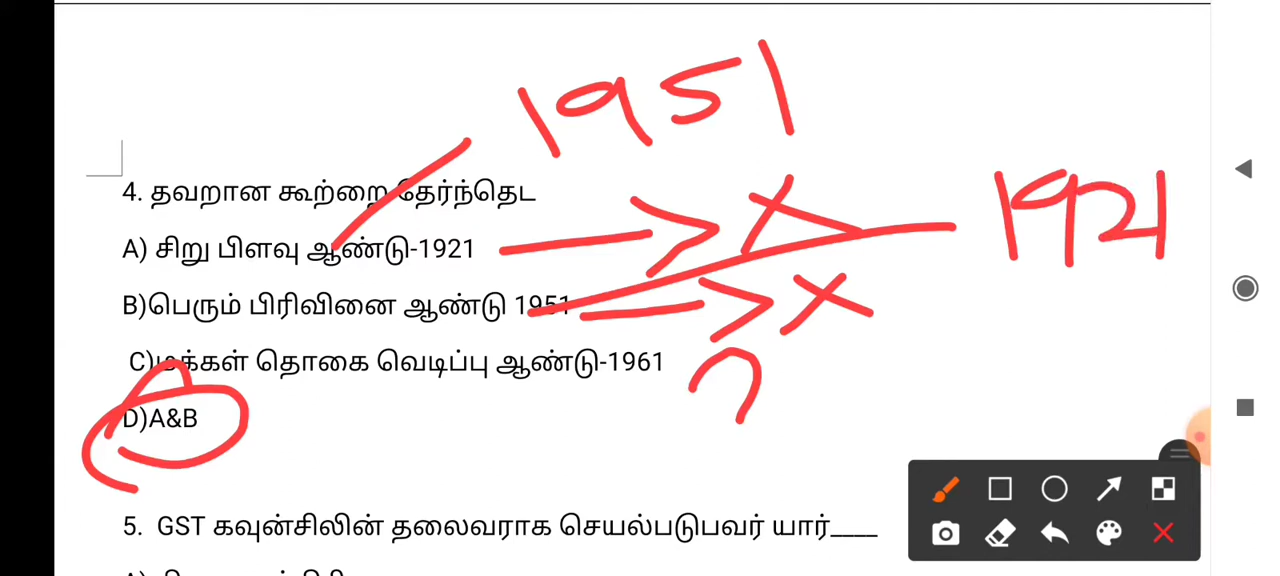 1951
4. தவறான கூற்றை தேர்ந்தெட
A) சிறு பிளவு ஆண்டு-1921
1921
B)பெரும் பிரிவினை ஆண்டு 1951
C)மக்கள் தொகை வெடிப்பு ஆண்டு-1961
D)A&B
5. GST கவுன்சிலின் தலைவராக செயல்படுபவர் யார்____